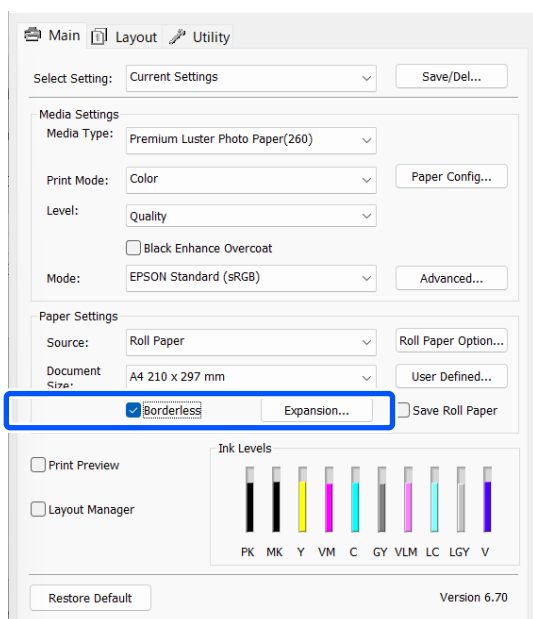 Main Layout Utility
Select Setting: Current Settings Save/Del...
Media Settings
Media Type: Premium Luster Photo Paper(260)
Print Mode: Color Paper Config...
Level: Quality
Black Enhance Overcoat
Mode: EPSON Standard (sRGB) Advanced...
Paper Settings
Source: Roll Paper Roll Paper Option...
Document A4 210 x 297 mm User Defined...
Size:
Borderless Expansion... Save Roll Paper
Ink Levels
Print Preview
Layout Manager
PK MK Y VM C GY VLM LC LGY V
Restore Default Version 6.70